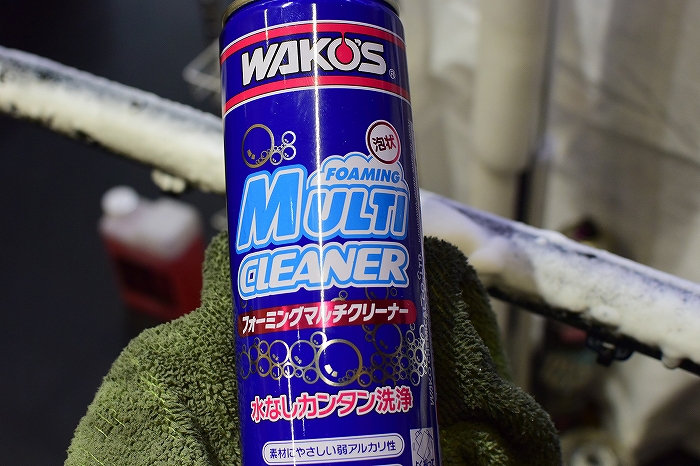 WAKO'S®
泡状
FOAMING
MULTI
CLEANER
フォーミングマルチクリーナー
水なしカンタン洗浄
素材にやさしい弱アルカリ性